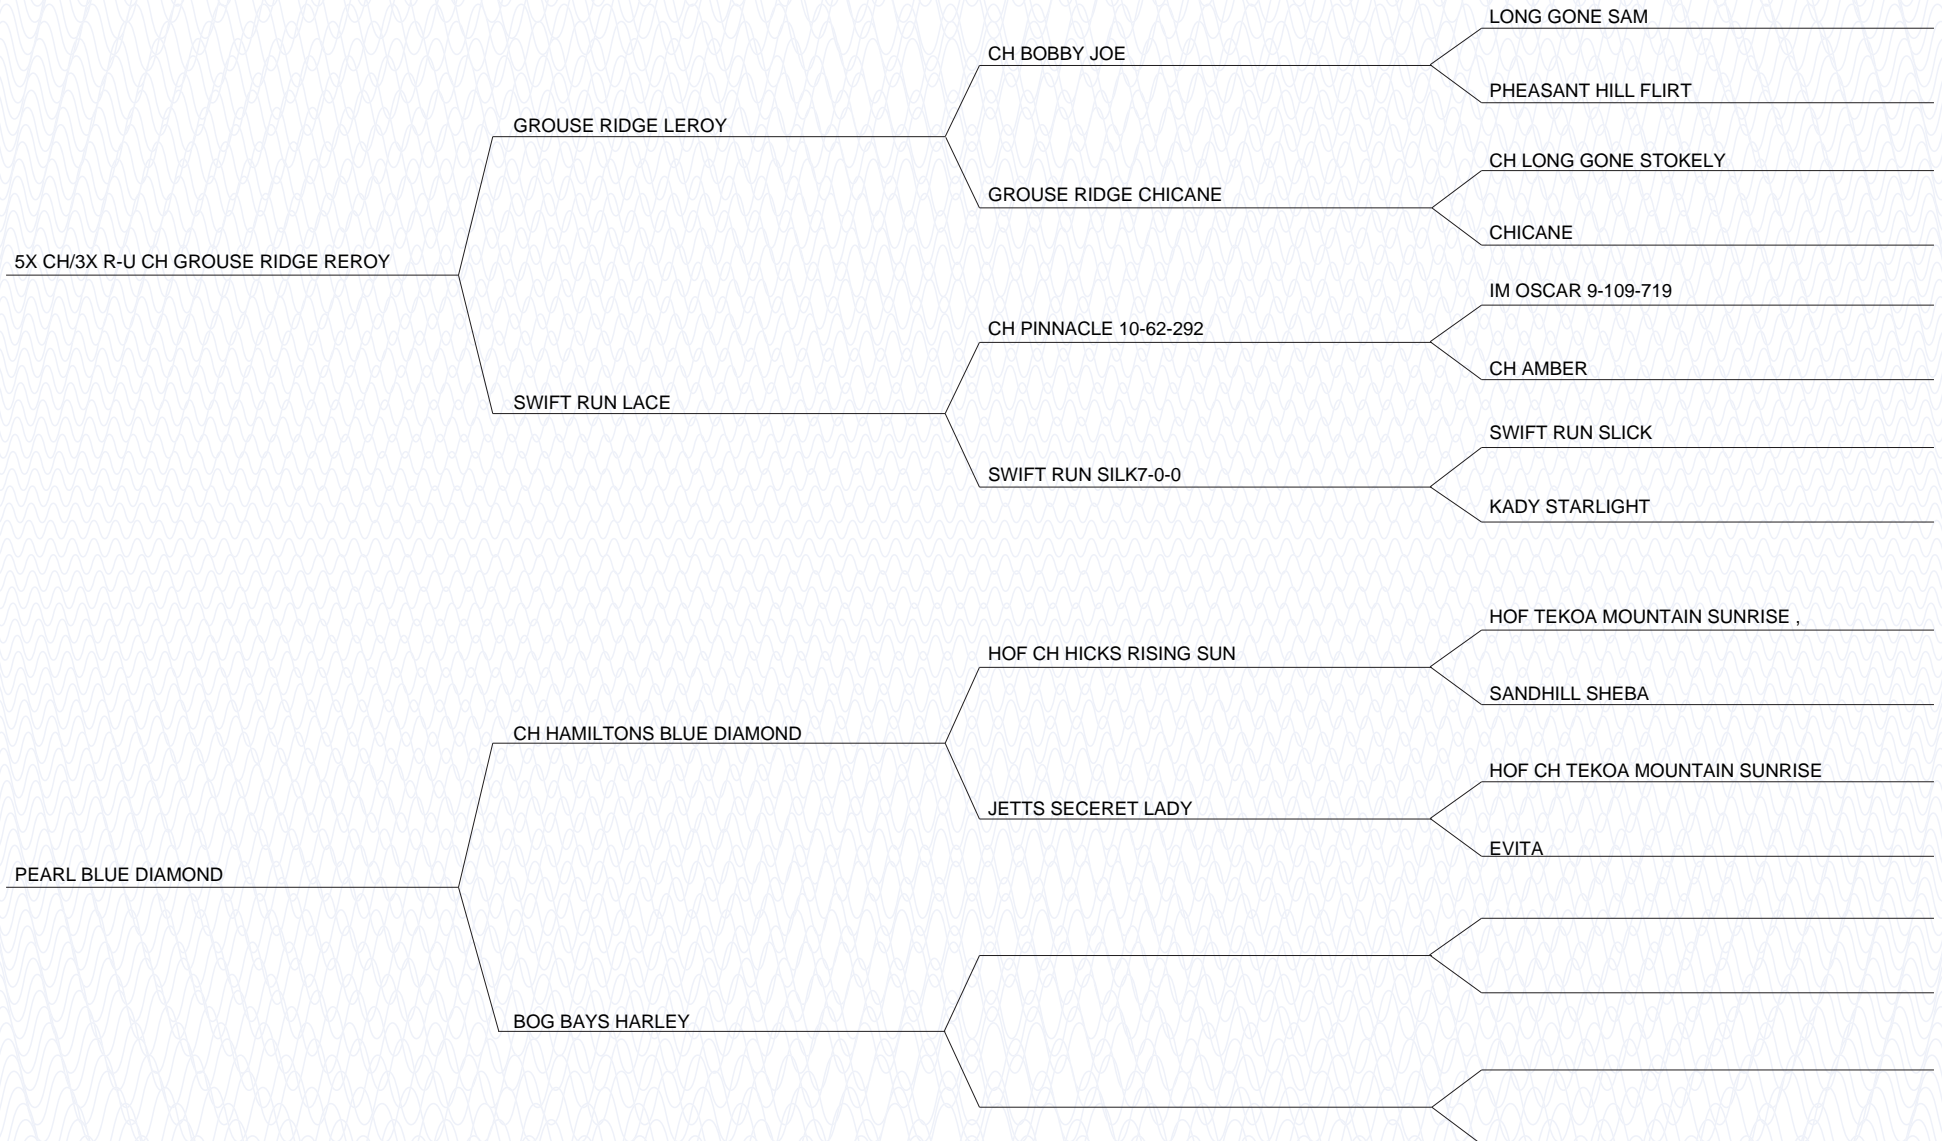 LONG GONE SAM
CH BOBBY JOE
PHEASANT HILL FLIRT
GROUSE RIDGE LEROY
CH LONG GONE STOKELY
GROUSE RIDGE CHICANE
CHICANE
5X CH/3X R-U CH GROUSE RIDGE REROY
IM OSCAR 9-109-719
CH PINNACLE 10-62-292
CH AMBER
SWIFT RUN LACE
SWIFT RUN SLICK
SWIFT RUN SILK7-0-0
KADY STARLIGHT
HOF TEKOA MOUNTAIN SUNRISE ,
HOF CH HICKS RISING SUN
SANDHILL SHEBA
CH HAMILTONS BLUE DIAMOND
HOF CH TEKOA MOUNTAIN SUNRISE
JETTS SECERET LADY
EVITA
PEARL BLUE DIAMOND
BOG BAYS HARLEY